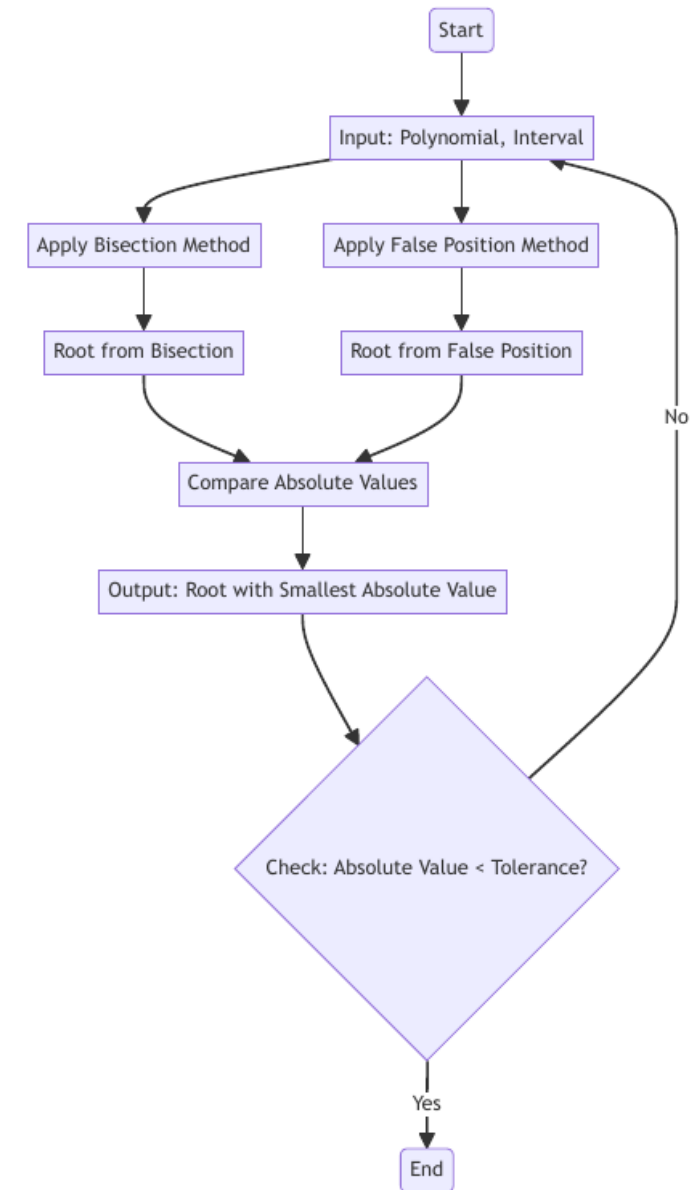 Start
Input: Polynomial, Interval
Apply Bisection Method
Apply False Position Method
Root from Bisection
Root from False Position
No
Compare Absolute Values
Output: Root with Smallest Absolute Value
Check: Absolute Value < Tolerance?
Yes
End